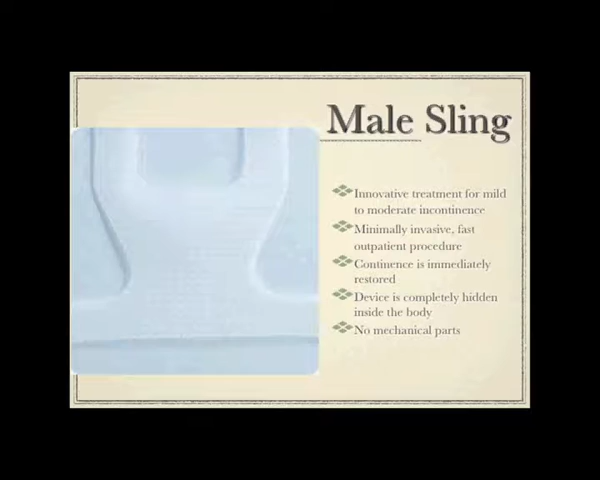 Male Sling
Innovative treatment for mild
to moderate incontinence
Minimally invasive, fast
outpatient procedure
Continence is immediately
restored
Device is completely hidden
inside the body
No mechanical parts